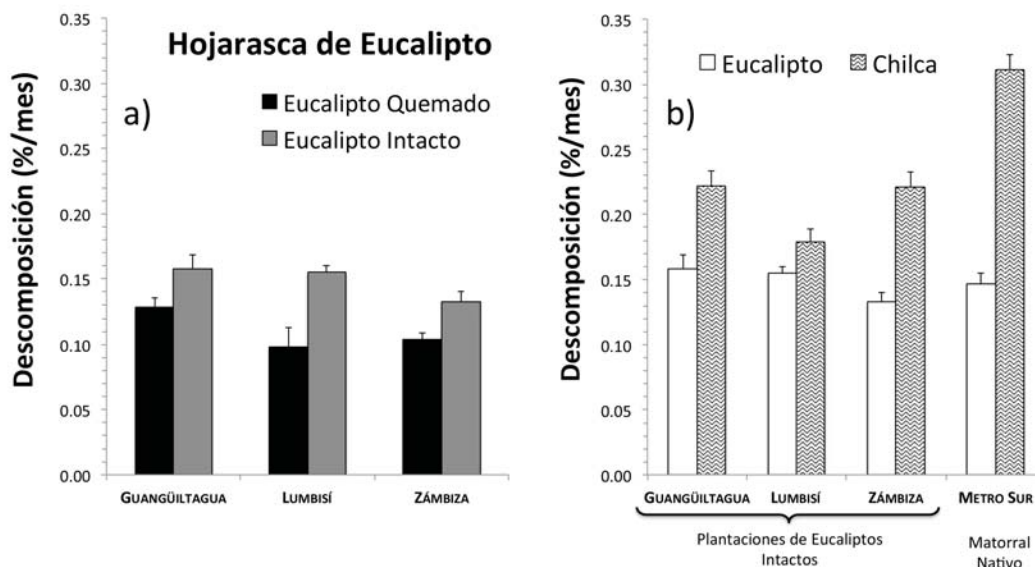 Hojarasca de Eucalipto
a)
Eucalipto Quemado
Eucalipto Intacto
Descomposición (%/mes)
0.35
0.30
0.25
0.20
0.15
0.10
0.05
0.00
GUANGÜILTAGUA LUMBISÍ ZÁMBIZA
b)
Eucalipto Chilca
Descomposición (%/mes)
0.35
0.30
0.25
0.20
0.15
0.10
0.05
0.00
GUANGÜILTAGUA LUMBISÍ ZÁMBIZA METRO SUR
Plantaciones de Eucaliptos
Intactos
Matorral
Nativo